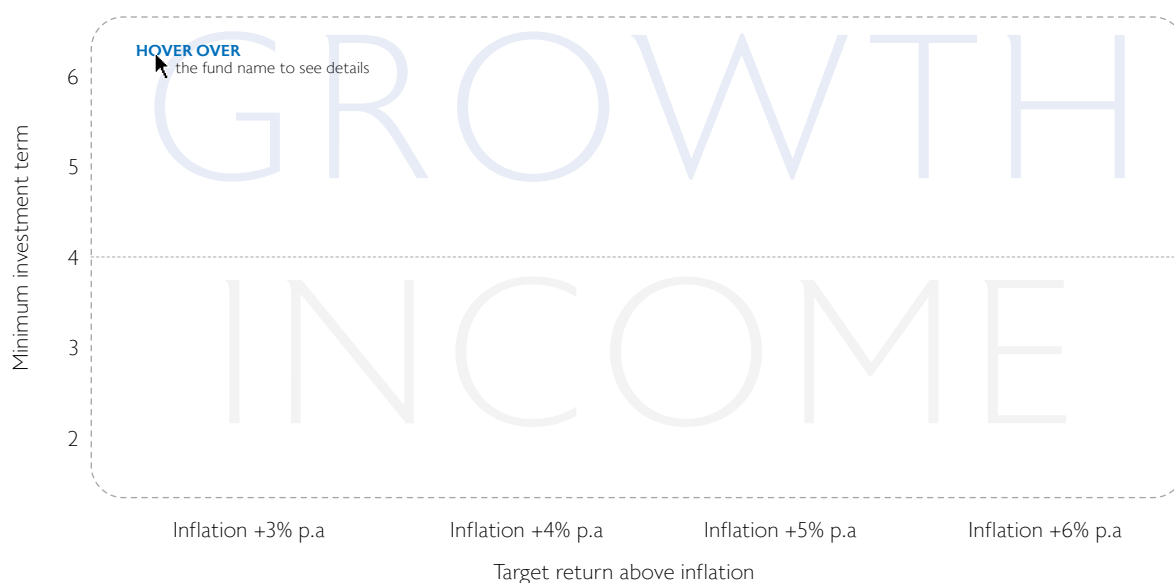 HOVER OVER
the fund name to see details
GROWTH
INCOME
Minimum investment term
6
5
4
3
2
Inflation +3% p.a
Inflation +4% p.a
Inflation +5% p.a
Inflation +6% p.a
Target return above inflation